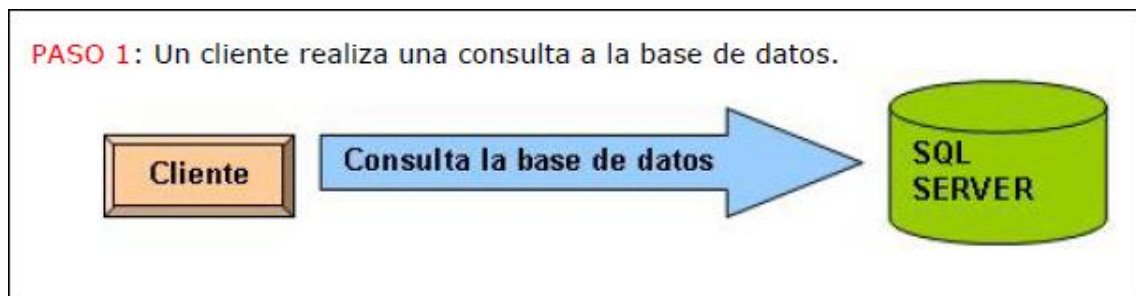 PASO 1: Un cliente realiza una consulta a la base de datos.
Cliente
Consulta la base de datos
SQL
SERVER